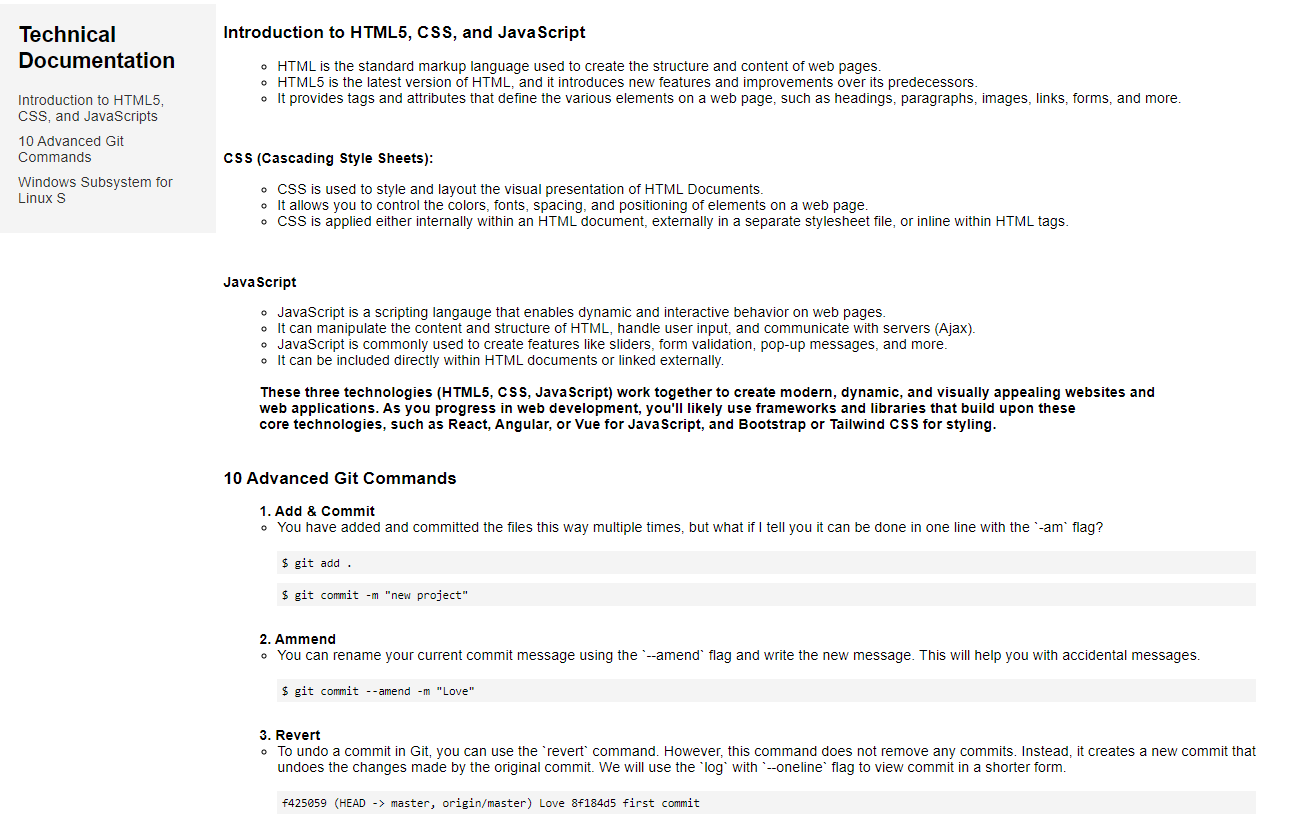 Technical
Documentation
Introduction to HTML5,
CSS, and JavaScripts
10 Advanced Git
Commands
Windows Subsystem for
Linux S
Introduction to HTML5, CSS, and JavaScript
HTML is the standard markup language used to create the structure and content of web pages.
HTML5 is the latest version of HTML, and it introduces new features and improvements over its predecessors.
It provides tags and attributes that define the various elements on a web page, such as headings, paragraphs, images, links, forms, and more.
CSS (Cascading Style Sheets):
CSS is used to style and layout the visual presentation of HTML Documents.
It allows you to control the colors, fonts, spacing, and positioning of elements on a web page.
CSS is applied either internally within an HTML document, externally in a separate stylesheet file, or inline within HTML tags.
JavaScript
JavaScript is a scripting langauge that enables dynamic and interactive behavior on web pages.
It can manipulate the content and structure of HTML, handle user input, and communicate with servers (Ajax).
JavaScript is commonly used to create features like sliders, form validation, pop-up messages, and more.
It can be included directly within HTML documents or linked externally.
These three technologies (HTML5, CSS, JavaScript) work together to create modern, dynamic, and visually appealing websites and
web applications. As you progress in web development, you'll likely use frameworks and libraries that build upon these
core technologies, such as React, Angular, or Vue for JavaScript, and Bootstrap or Tailwind CSS for styling.
10 Advanced Git Commands
1. Add & Commit
You have added and committed the files this way multiple times, but what if I tell you it can be done in one line with the `-am` flag?
$ git add .
$ git commit -m "new project"
2. Ammend
You can rename your current commit message using the `--amend` flag and write the new message. This will help you with accidental messages.
$ git commit --amend -m "Love"
3. Revert
To undo a commit in Git, you can use the `revert` command. However, this command does not remove any commits. Instead, it creates a new commit that
undoes the changes made by the original commit. We will use the `log` with `--oneline` flag to view commit in a shorter form.
f425059 (HEAD -> master, origin/master) Love 8f184d5 first commit